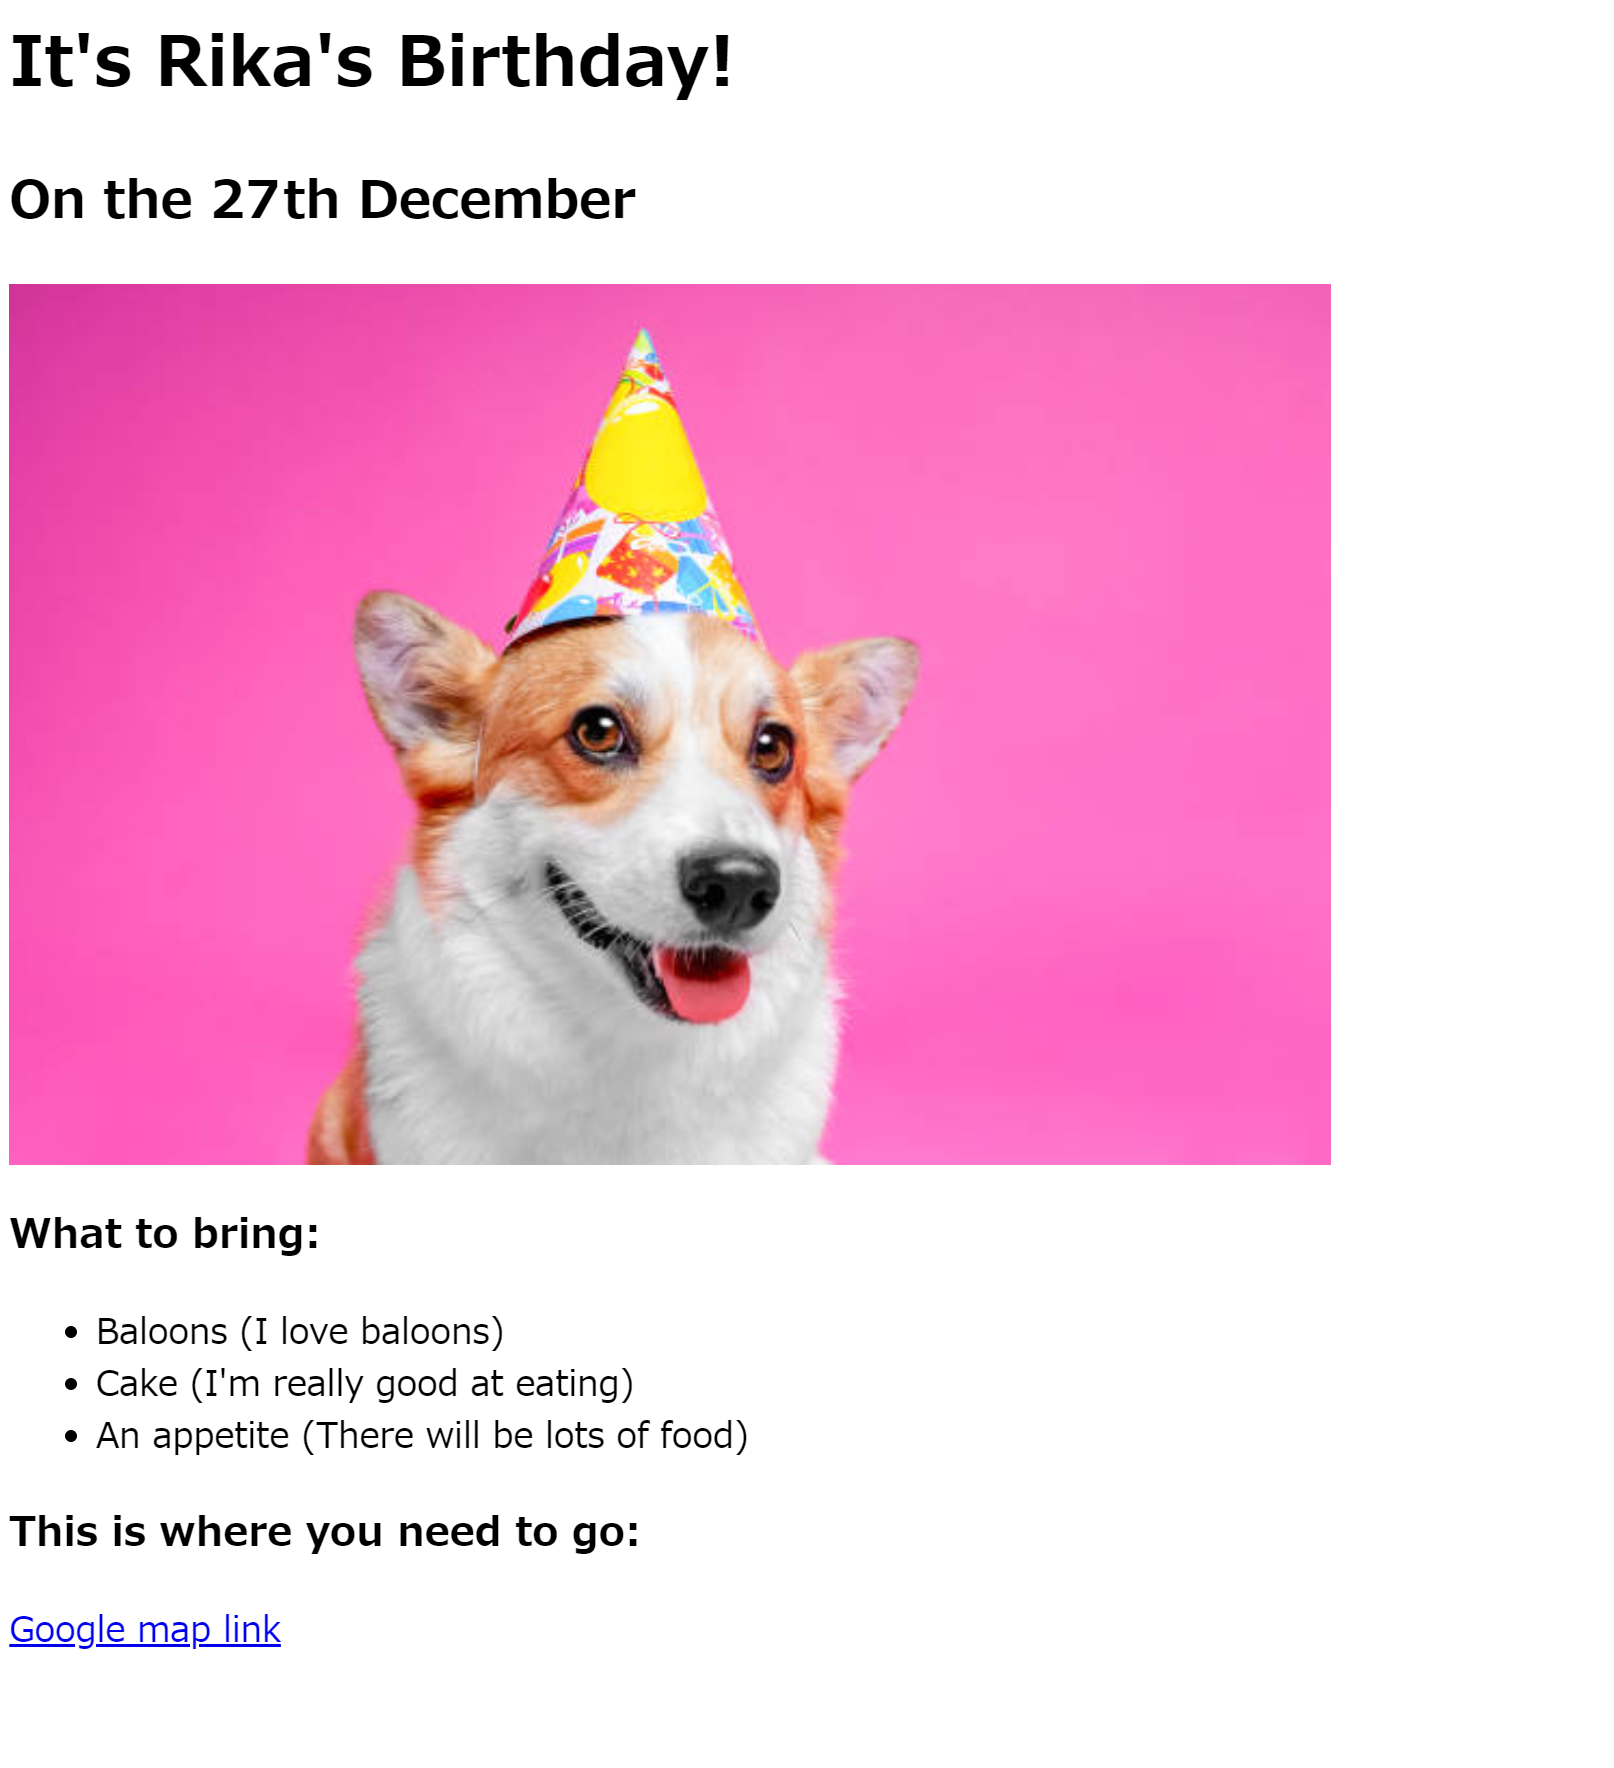 It's Rika's Birthday!
On the 27th December
What to bring:
Baloons (I love baloons)
Cake (I'm really good at eating)
An appetite (There will be lots of food)
This is where you need to go:
Google map link